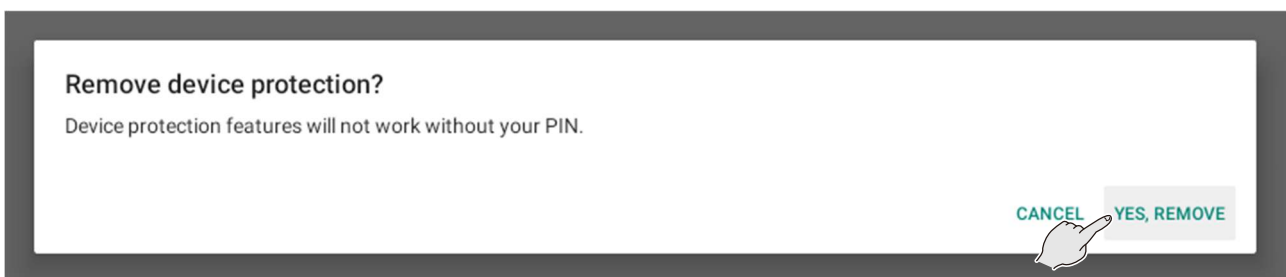 Remove device protection?
Device protection features will not work without your PIN.
CANCEL YES, REMOVE